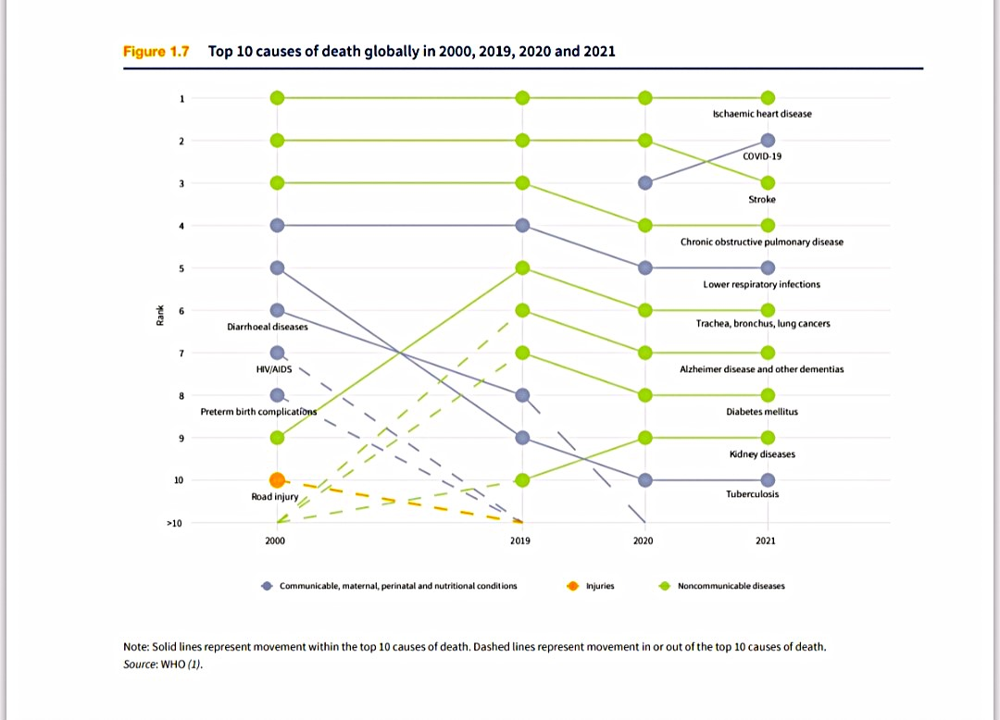 Figure 1.7 Top 10 causes of death globally in 2000, 2019, 2020 and 2021
Rank
1
Ischaemic heart disease
2
COVID-19
3
Stroke
4
Chronic obstructive pulmonary disease
5
Lower respiratory infections
6
Diarrhoeal diseases
Trachea, bronchus, lung cancers
7
HIV/AIDS
Alzheimer disease and other dementias
8
Preterm birth complications
Diabetes mellitus
9
Kidney diseases
10
Road injury
Tuberculosis
>10
2000 2019 2020 2021
Communicable, maternal, perinatal and nutritional conditions Injuries Noncommunicable diseases
Note: Solid lines represent movement within the top 10 causes of death. Dashed lines represent movement in or out of the top 10 causes of death.
Source: WHO (1).